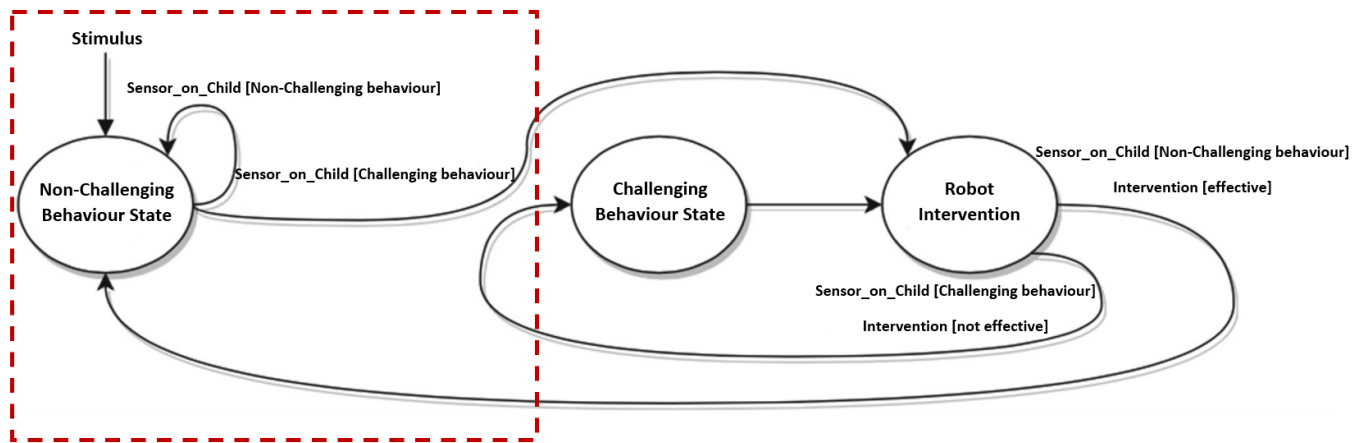 Stimulus
Sensor_on_Child [Non-Challenging behaviour]
Sensor_on_Child [Challenging behaviour]
Non-Challenging
Behaviour State
Challenging
Behaviour State
Robot
Intervention
Sensor_on_Child [Non-Challenging behaviour]
Intervention [effective]
Sensor_on_Child [Challenging behaviour]
Intervention [not effective]